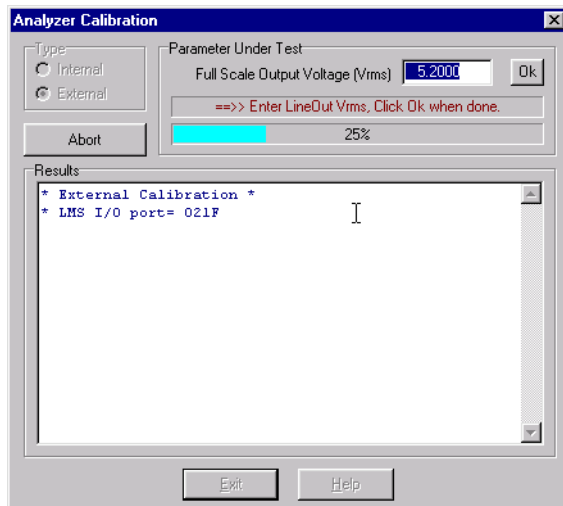 Analyzer Calibration
Type
Internal
External
Abort
Parameter Under Test
Full Scale Output Voltage (Vrms) 5.2000 Ok
==>> Enter LineOut Vrms, Click Ok when done.
25%
Results
* External Calibration *
* LMS I/O port= 021F
Exit Help